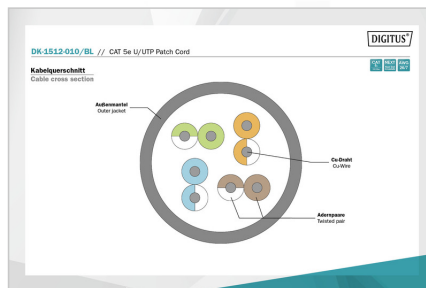 DIGITUS®
DK-1512-010/BL // CAT 5e U/UTP Patch Cord
Kabelquerschnitt
Cable cross section
Außenmantel
Outer jacket
Cu-Draht
Cu-Wire
Adernpaare
Twisted pair